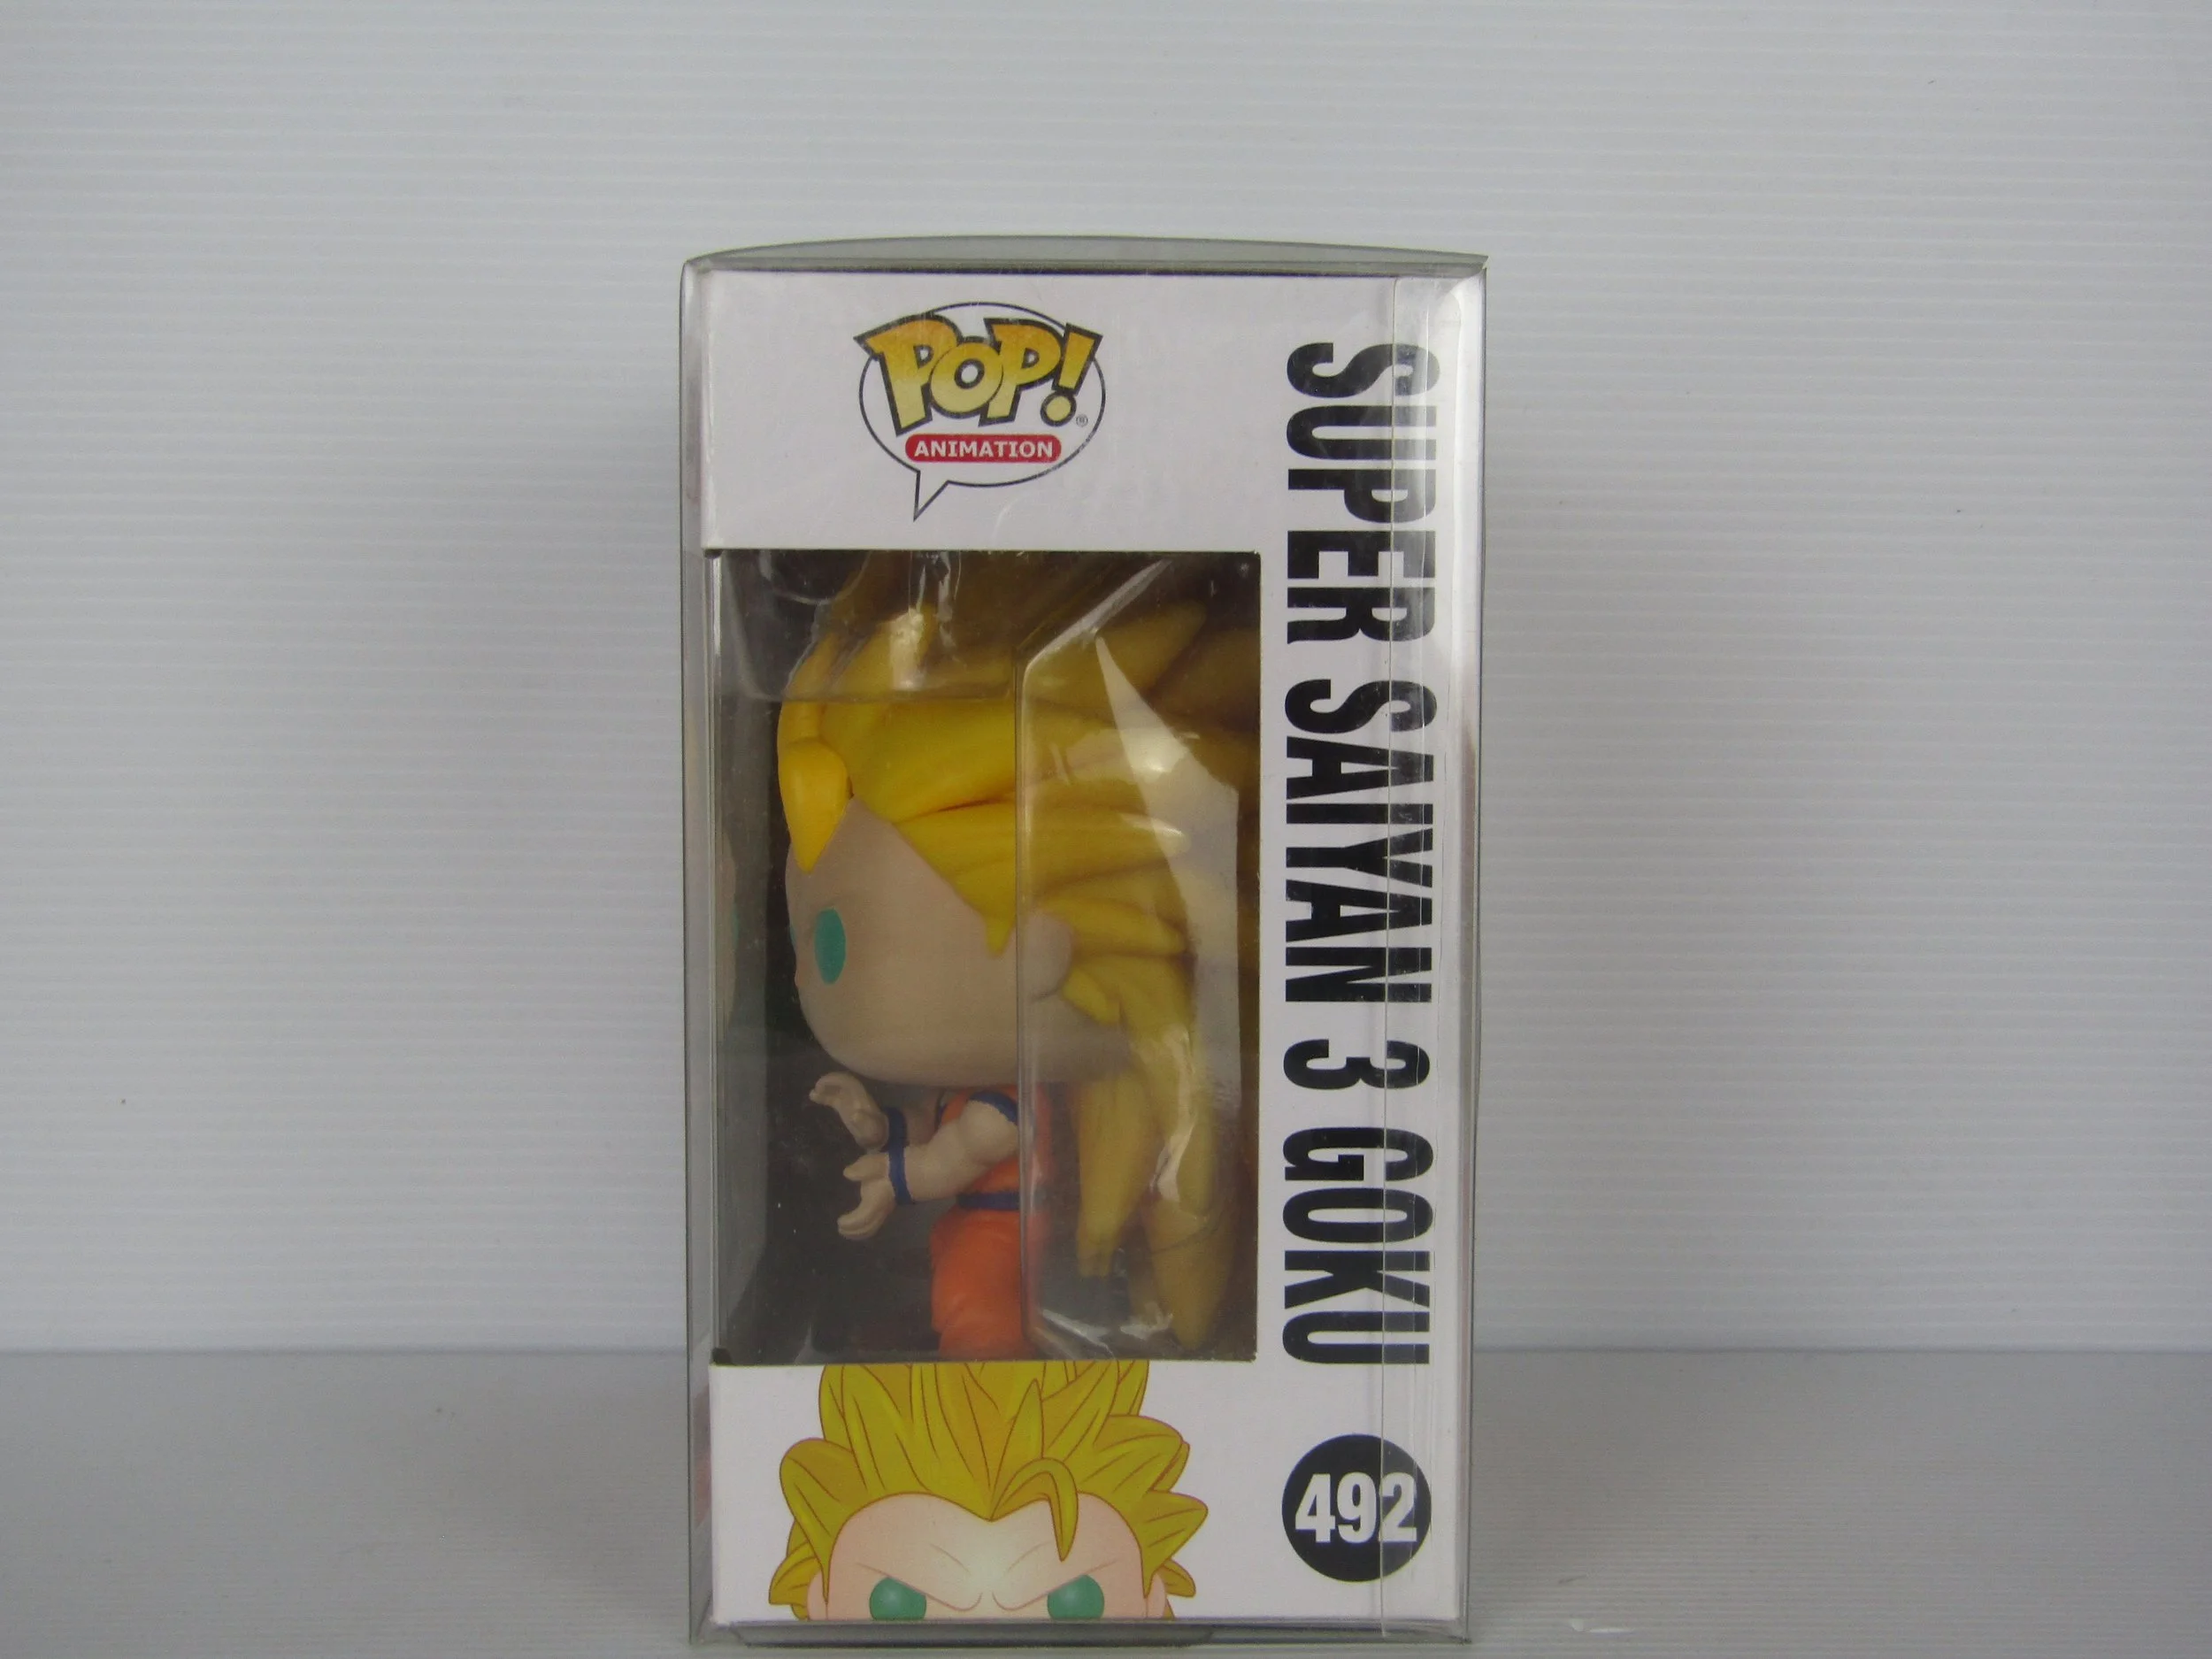 POP!
®
ANIMATION
SUPER SAIYAN 3 GOKU
492